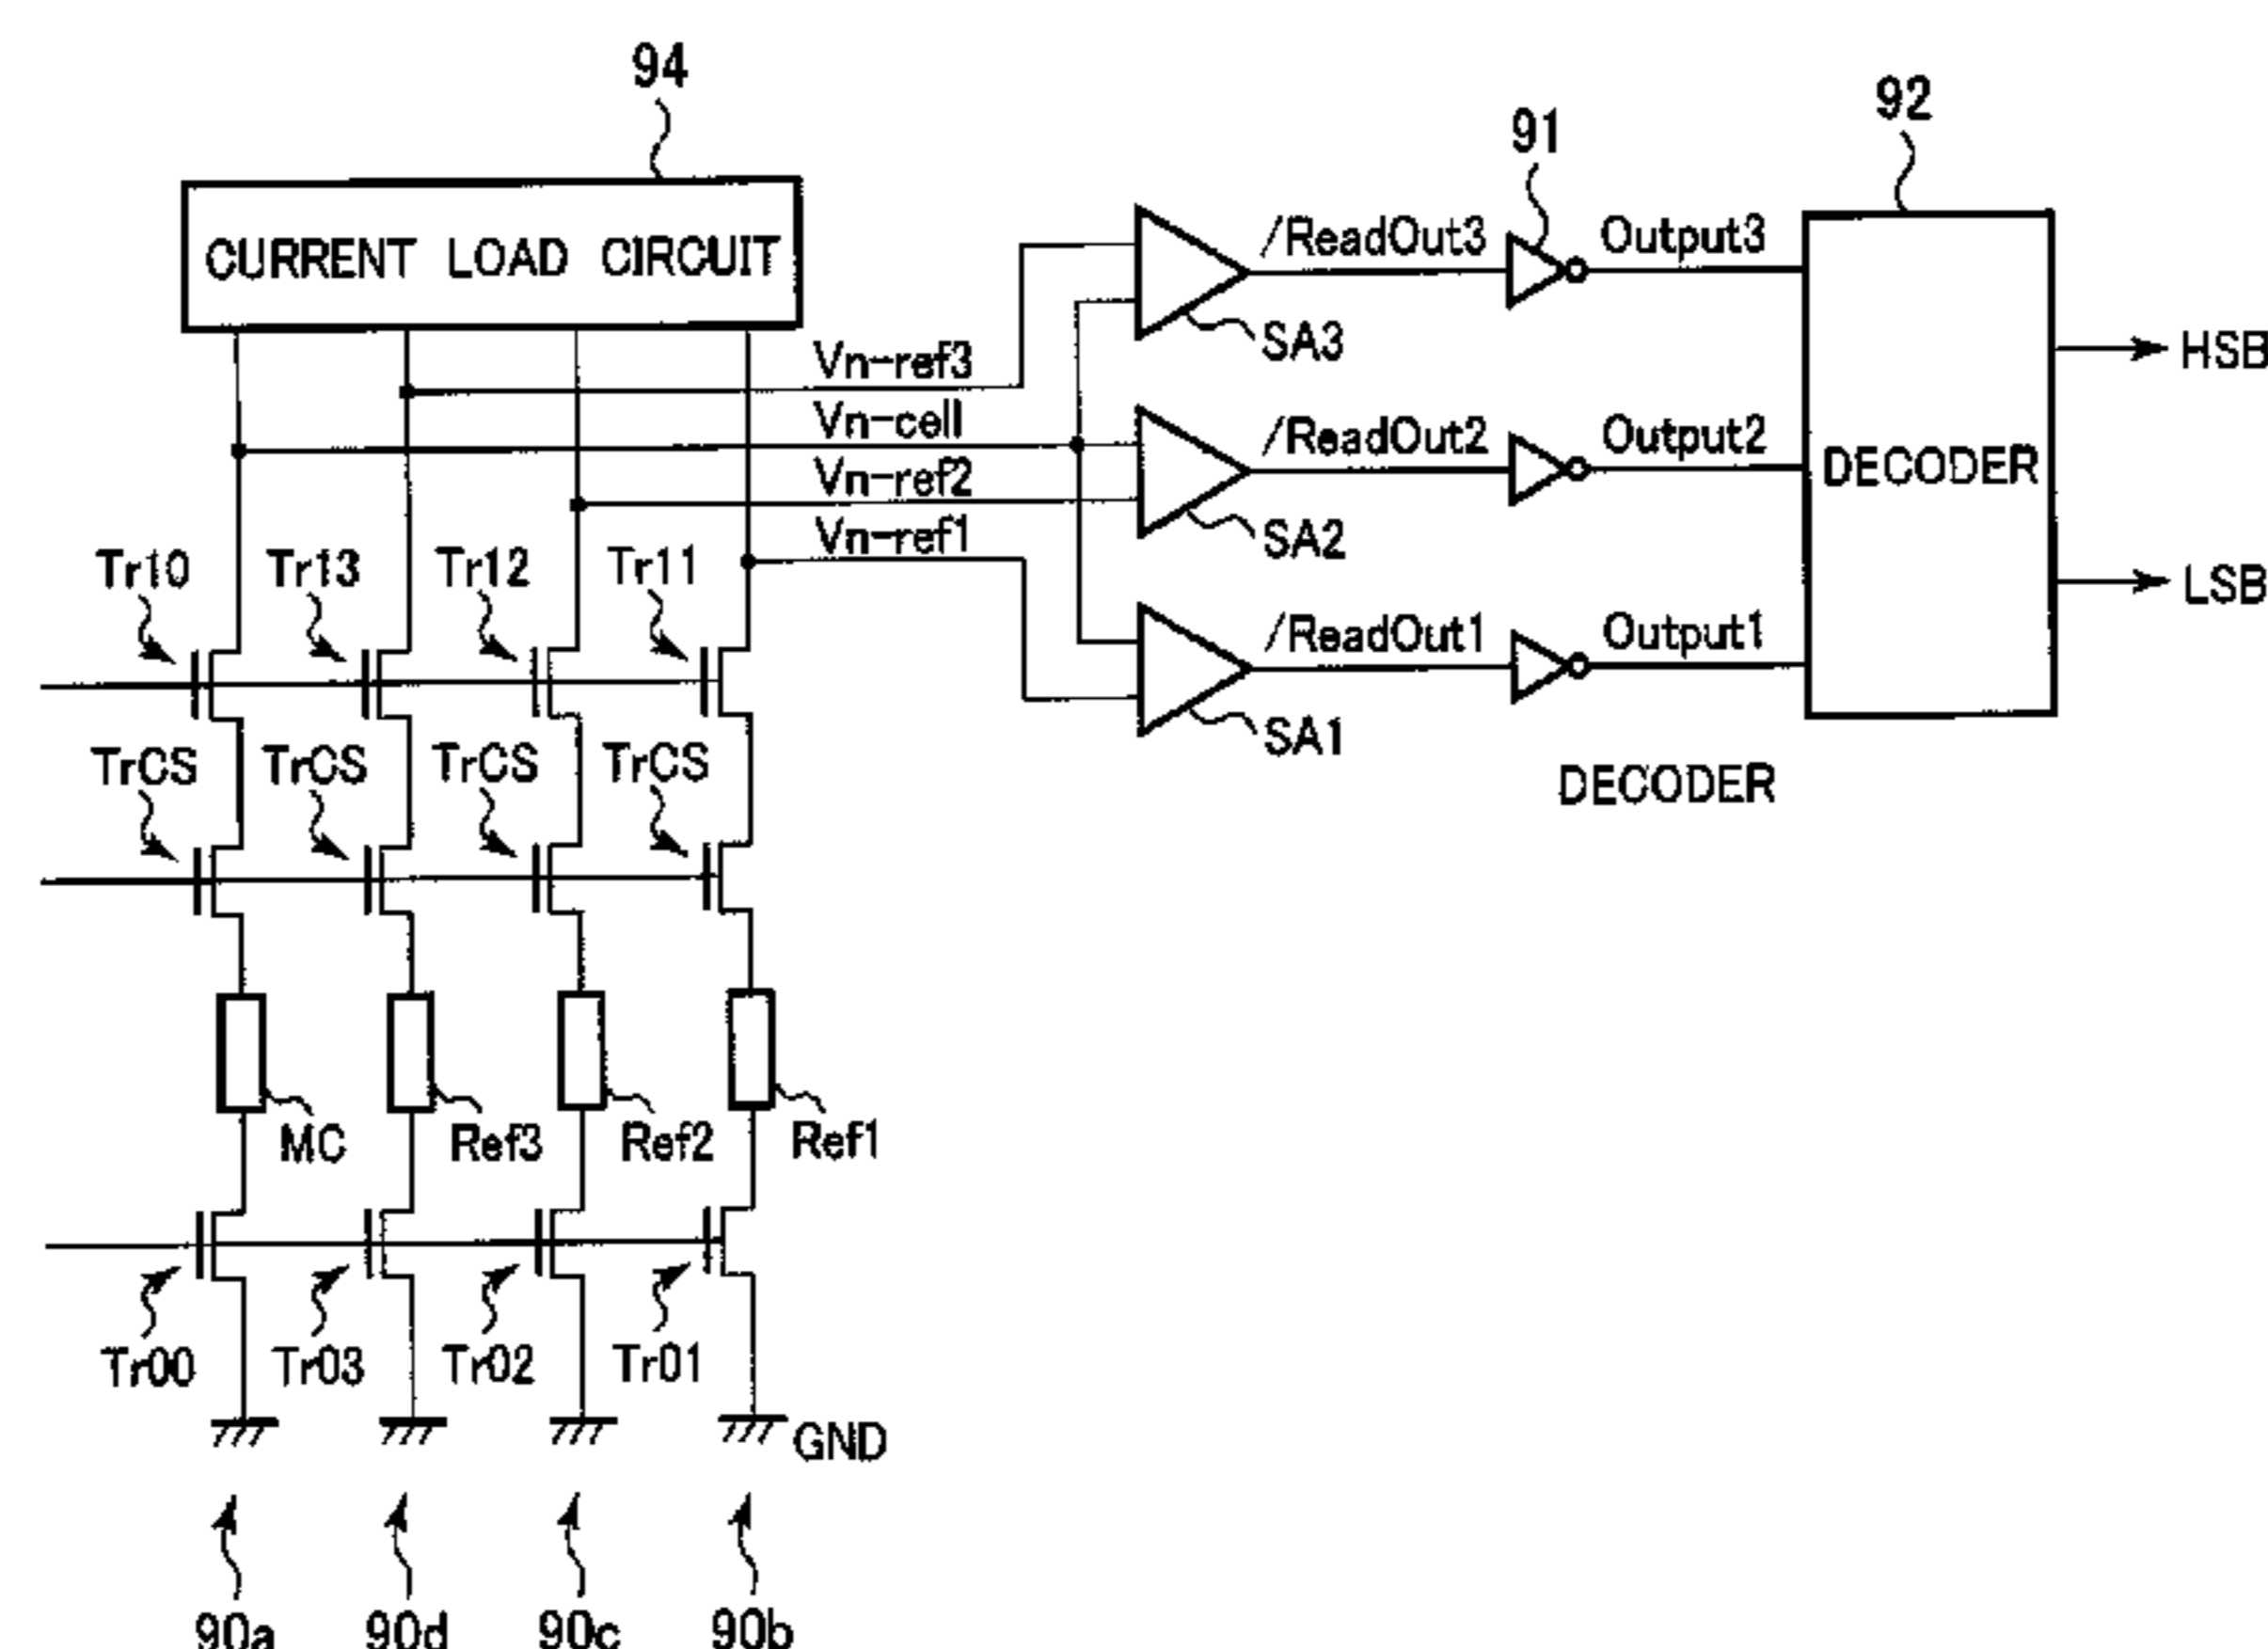 94
92
91
CURRENT LOAD CIRCUIT
/ReadOut3
Output3
SA3
HSB
Vn-ref3
Vn-cell
/ReadOut2
Output2
DECODER
Vn-ref2
Vn-ref1
SA2
Tr10
Tr13
Tr12
Tr11
LSB
/ReadOut1
Output1
SA1
TrCS
TrCS
TrCS
TrCS
DECODER
MC
Ref3
Ref2
Ref1
Tr00
Tr03
Tr02
Tr01
GND
90a
90d
90c
90b